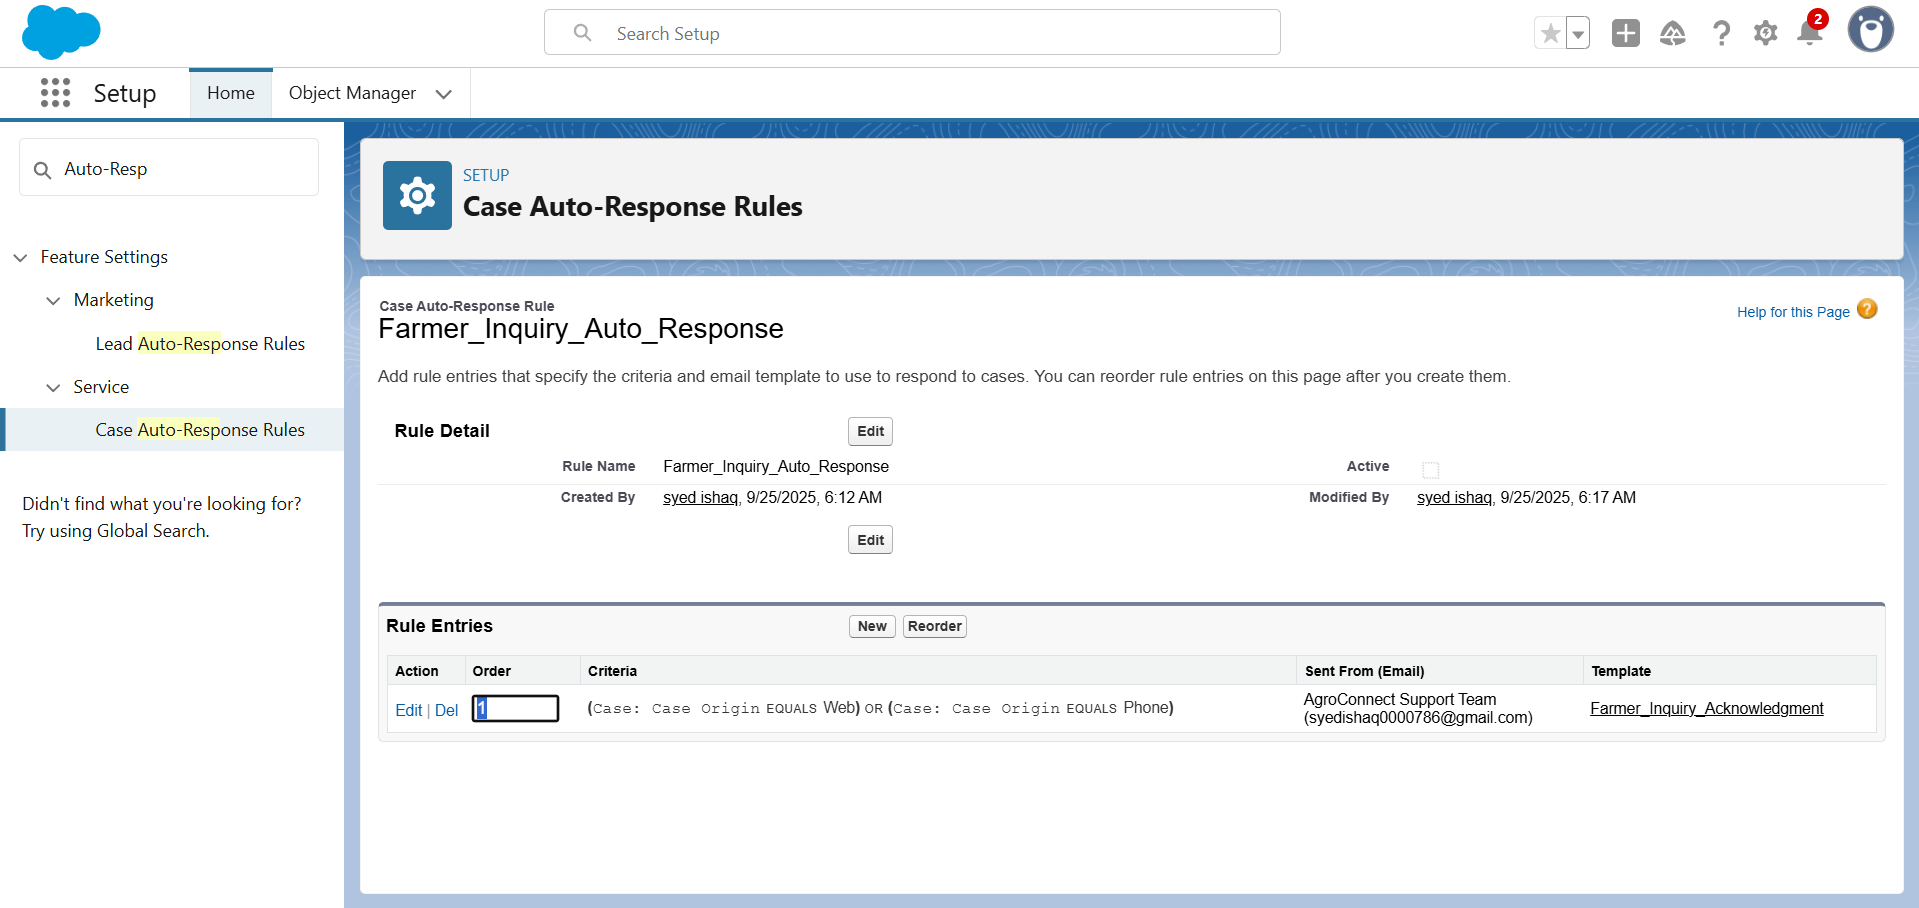 Search Setup
2
Setup
Home
Object Manager
Auto-Resp
Feature Settings
Marketing
Lead Auto-Response Rules
Service
Case Auto-Response Rules
Didn't find what you're looking for?
Try using Global Search.
SETUP
Case Auto-Response Rules
Case Auto-Response Rule
Farmer_Inquiry_Auto_Response
Help for this Page ?
Add rule entries that specify the criteria and email template to use to respond to cases. You can reorder rule entries on this page after you create them.
Rule Detail Edit
Rule Name Farmer_Inquiry_Auto_Response Active
Created By syed ishaq, 9/25/2025, 6:12 AM Modified By syed ishaq, 9/25/2025, 6:17 AM
Edit
Rule Entries New Reorder
Action Order Criteria Sent From (Email) Template
Edit | Del 1 (Case: Case Origin EQUALS Web) OR (Case: Case Origin EQUALS Phone) AgroConnect Support Team
(syedishaq0000786@gmail.com) Farmer_Inquiry_Acknowledgment